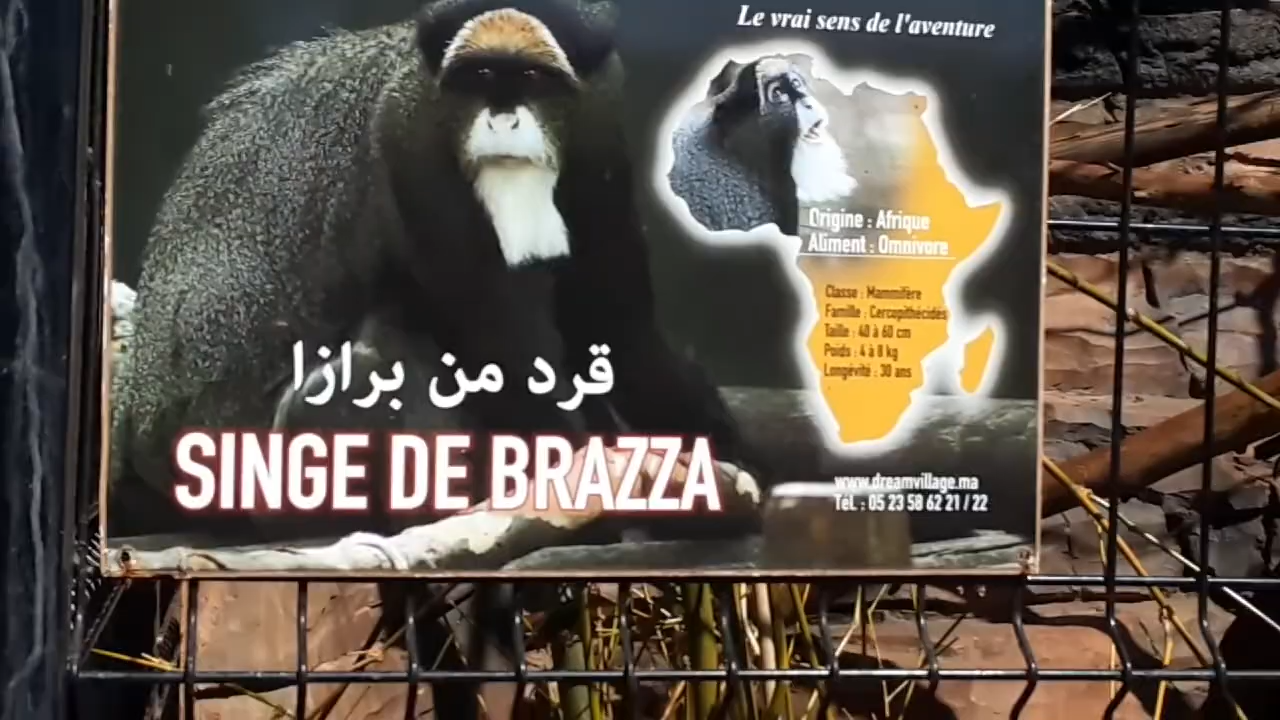 Le vrai sens de l'aventure
Origine : Afrique
Aliment : Omnivore
Classe : Mammifère
Famille : Cercopithécidés
Taille : 40 à 60 cm
Poids : 4 à 8 kg
Longévité : 30 ans
قرد من برازا
SINGE DE BRAZZA
www.dreamvillage.ma
Tél. : 05 23 58 62 21 / 22